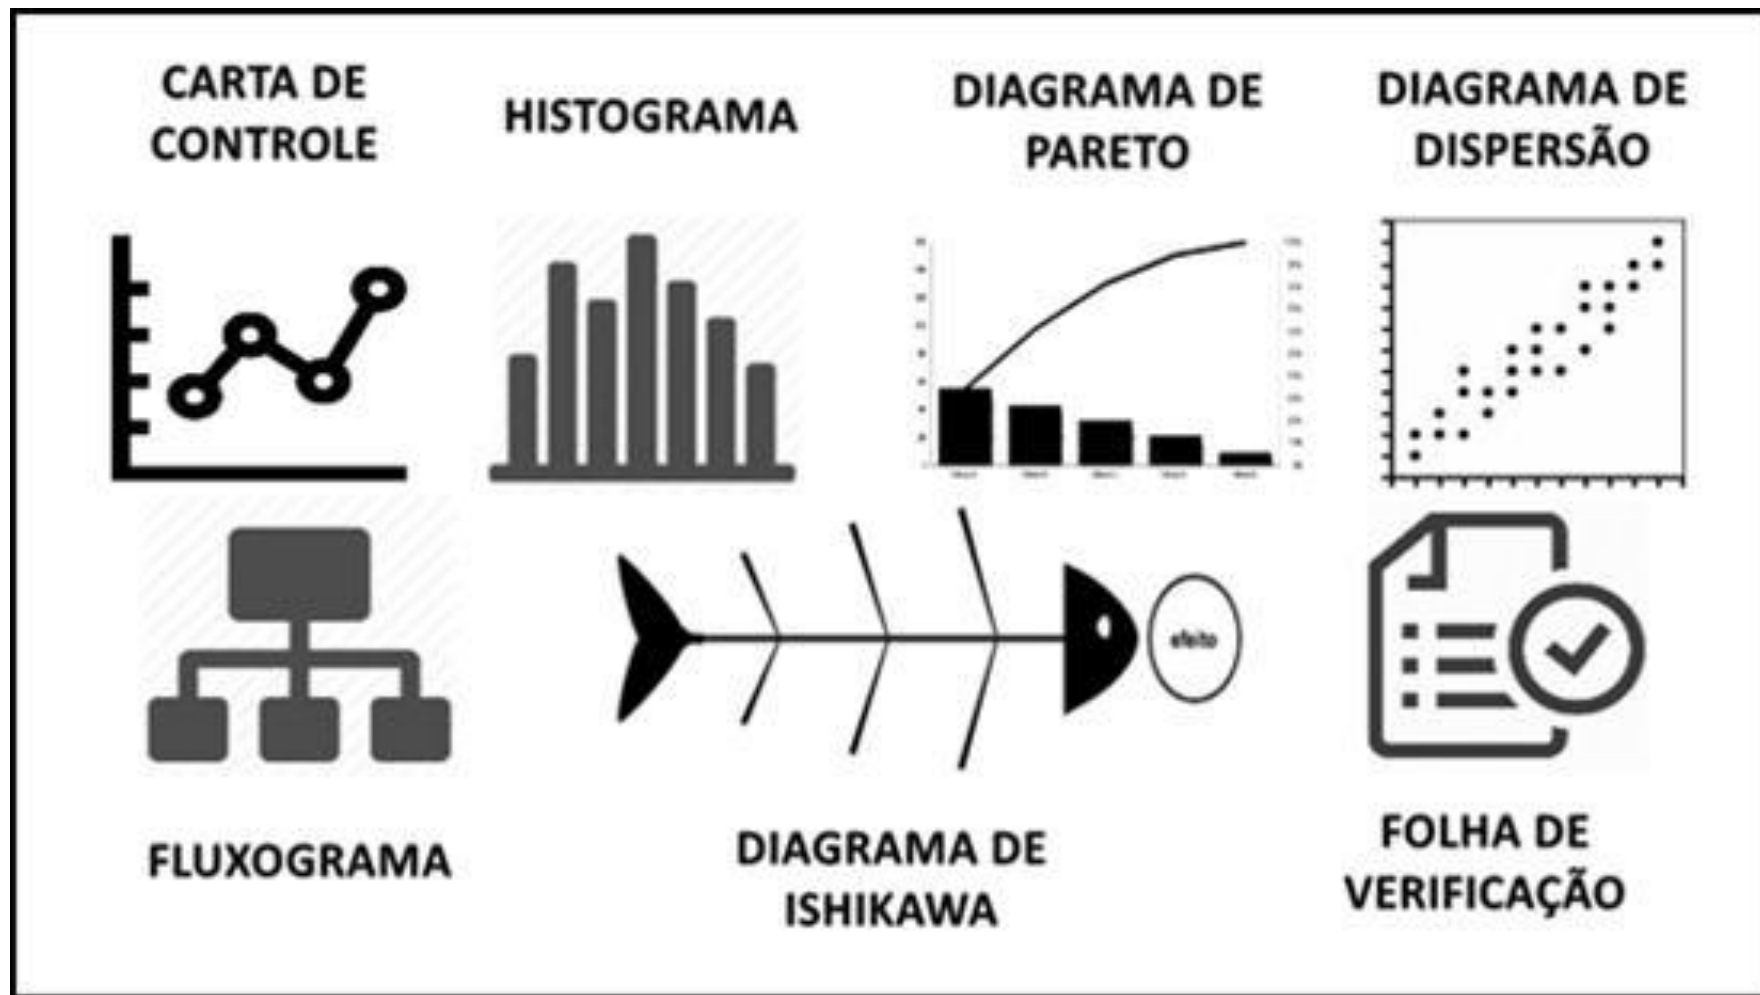 CARTA DE
CONTROLE
HISTOGRAMA
DIAGRAMA DE
PARETO
DIAGRAMA DE
DISPERSÃO
efeito
FLUXOGRAMA
DIAGRAMA DE
ISHIKAWA
FOLHA DE
VERIFICAÇÃO